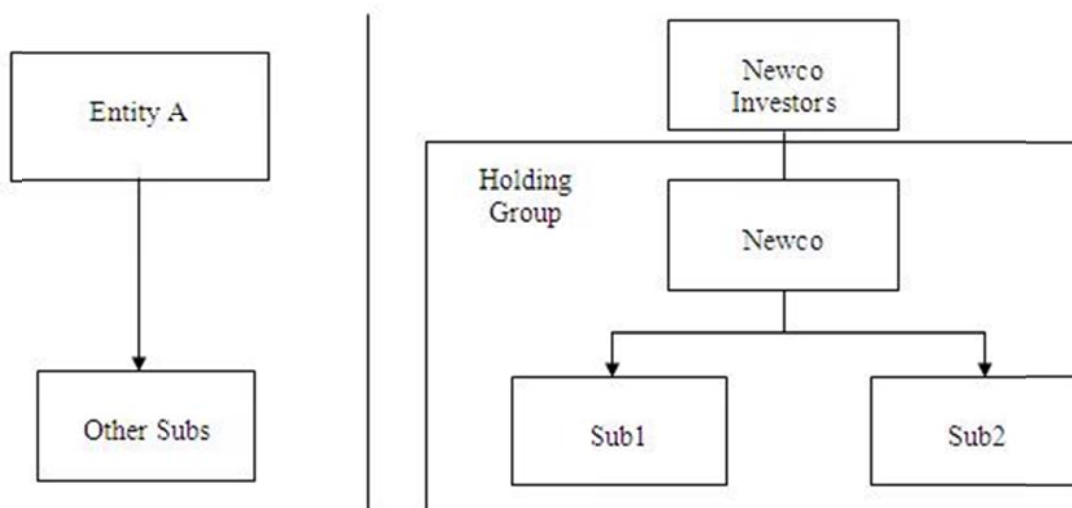 Entity A
Other Subs
Newco
Investors
Holding
Group
Newco
Sub1
Sub2